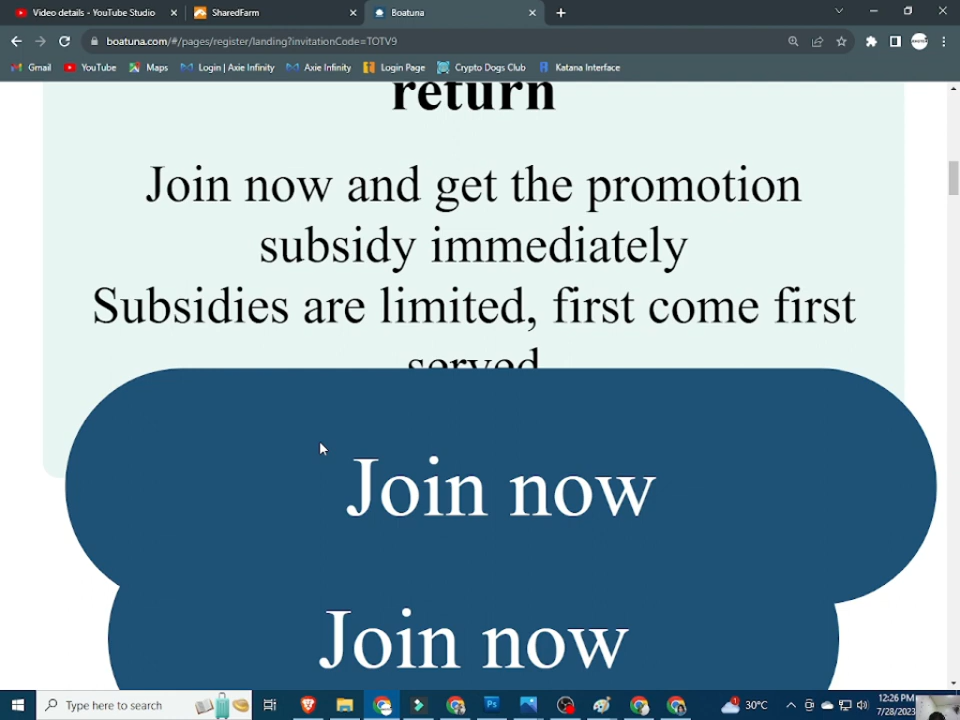 Video details - YouTube Studio
SharedFarm
Boatuna
boatuna.com/#/pages/register/landing?invitationCode=TOTV9
Gmail
YouTube
Maps
Login | Axie Infinity
Axie Infinity
Login Page
Crypto Dogs Club
Katana Interface
return
Join now and get the promotion
subsidy immediately
Subsidies are limited, first come first
served
Join now
Join now
Type here to search
30°C
12:26 PM
7/28/2023